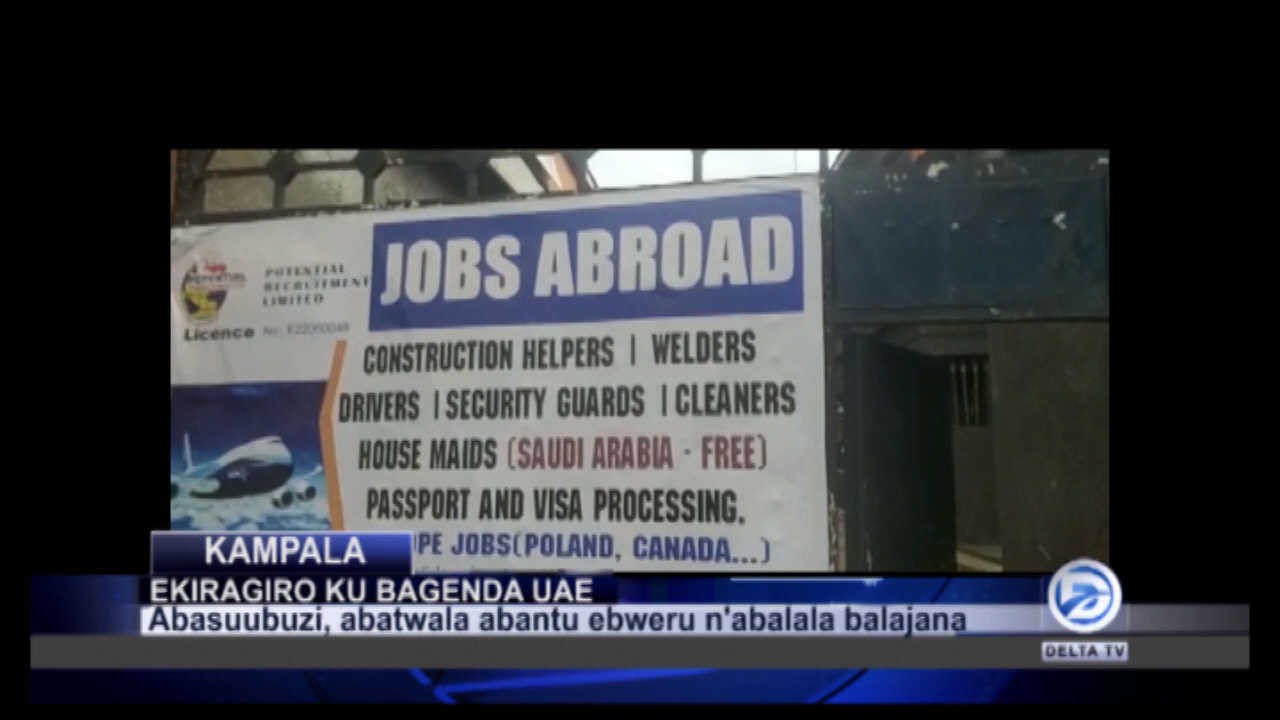 POTENTIAL
RECRUITMENT
LIMITED
Licence No:
JOBS ABROAD
CONSTRUCTION HELPERS | WELDERS
DRIVERS | SECURITY GUARDS | CLEANERS
HOUSE MAIDS (SAUDI ARABIA - FREE)
PASSPORT AND VISA PROCESSING.
JOBS(POLAND, CANADA...)
KAMPALA
EKIRAGIRO KU BAGENDA UAE
Abasuubuzi, abatwala abantu ebweru n'abalala balajana
DELTA TV